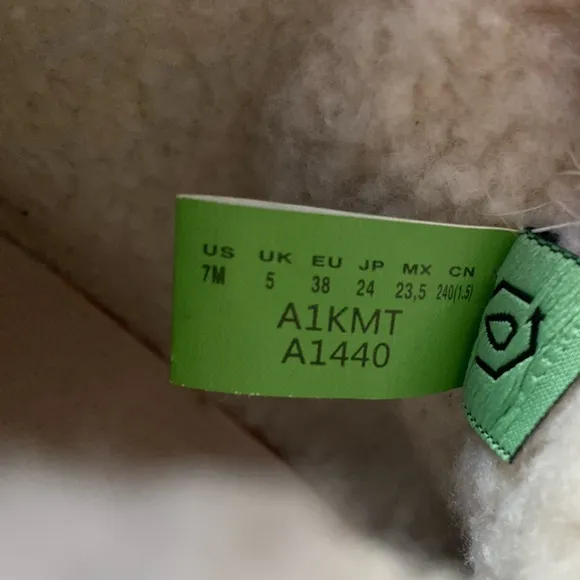 US UK EU JP MX CN
7M 5 38 24 23,5 240(1.5)
A1KMT
A1440